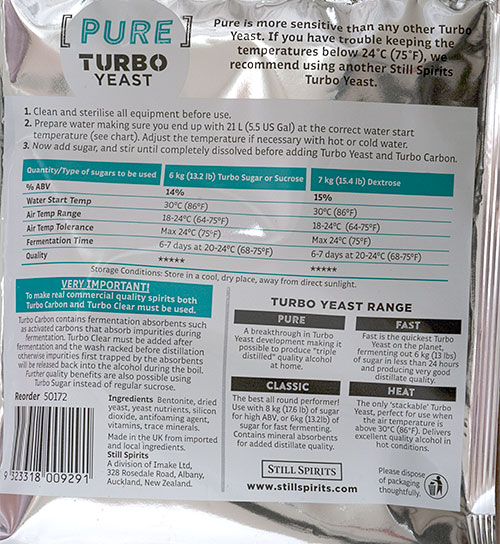 [ PURE ]
TURBO
YEAST
Pure is more sensitive than any other Turbo
Yeast. If you have trouble keeping the
temperatures below 24°C (75°F), we
recommend using another Still Spirits
Turbo Yeast.
1. Clean and sterilise all equipment before use.
2. Prepare water making sure you end up with 21 L (5.5 US Gal) at the correct water start
temperature (see chart). Adjust the temperature if necessary with hot or cold water.
3. Now add sugar, and stir until completely dissolved before adding Turbo Yeast and Turbo Carbon.
Quantity/Type of sugars to be used 6 kg (13.2 lb) Turbo Sugar or Sucrose 7 kg (15.4 lb) Dextrose
% ABV 14% 15%
Water Start Temp 30°C (86°F) 30°C (86°F)
Air Temp Range 18-24°C (64-75°F) 18-24°C (64-75°F)
Air Temp Tolerance Max 24°C (75°F) Max 24°C (75°F)
Fermentation Time 6-7 days at 20-24°C (68-75°F) 6-7 days at 20-24°C (68-75°F)
Quality ★★★★★ ★★★★★
Storage Conditions: Store in a cool, dry place, away from direct sunlight.
VERY IMPORTANT!
To make real commercial quality spirits both
Turbo Carbon and Turbo Clear must be used.
Turbo Carbon contains fermentation absorbents such
as activated carbons that absorb impurities during
fermentation. Turbo Clear must be added after
fermentation and the wash racked before distillation
otherwise impurities first trapped by the absorbents
will be released back into the alcohol during the boil.
Further quality benefits are also possible using
Turbo Sugar instead of regular sucrose.
Reorder 50172
9 323318 009291
Ingredients Bentonite, dried
yeast, yeast nutrients, silicon
dioxide, antifoaming agent,
vitamins, trace minerals.
Made in the UK from imported
and local ingredients.
Still Spirits
A division of Imake Ltd,
328 Rosedale Road, Albany,
Auckland, New Zealand.
TURBO YEAST RANGE
PURE
A breakthrough in Turbo
Yeast development making it
possible to produce "triple
distilled" quality alcohol
at home.
FAST
Fast is the quickest Turbo
Yeast on the planet,
fermenting out 6 kg (13 lbs)
of sugar in less than 24 hours
and producing very good
distillate quality.
CLASSIC
The best all round performer!
Use with 8 kg (17.6 lb) of sugar
for high ABV, or 6kg (13.2lb) of
sugar for fast fermenting.
Contains mineral absorbents
for added distillate quality.
HEAT
The only 'stackable' Turbo
Yeast, perfect for use when
the air temperature is
above 30°C (86°F). Delivers
excellent quality alcohol in
hot conditions.
STILL SPIRITS
www.stillspirits.com
Please dispose
of packaging
thoughtfully.